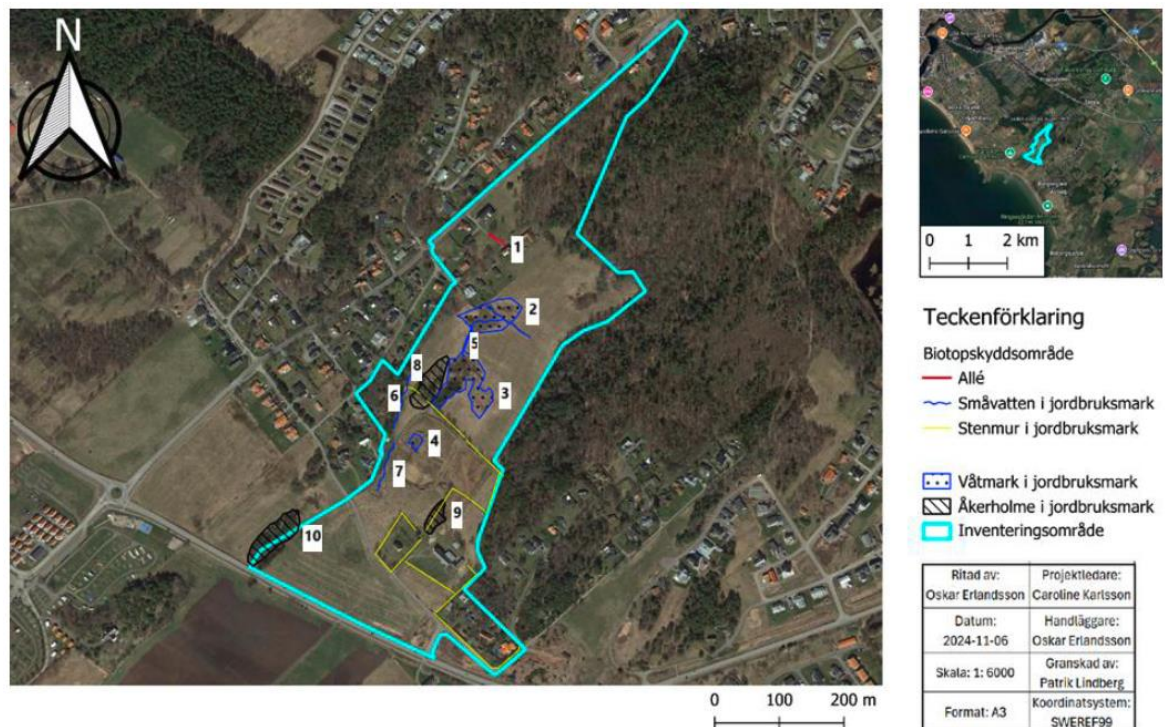 N
1
2
5
8
3
6
4
7
9
10
0 100 200 m
0 1 2 km
Teckenförklaring
Biotopskyddsområde
Allé
Småvatten i jordbruksmark
Stenmur i jordbruksmark
Våtmark i jordbruksmark
Åkerholme i jordbruksmark
Inventeringsområde
Ritad av:
Oskar Erlandsson
Projektledare:
Caroline Karlsson
Datum:
2024-11-06
Handläggare:
Oskar Erlandsson
Skala: 1: 6000
Granskad av:
Patrik Lindberg
Format: A3
Koordinatsystem:
SWEREF99